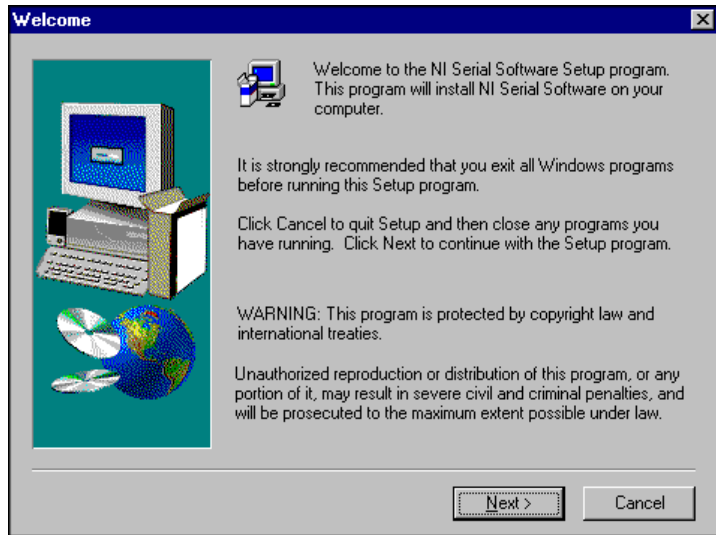 Welcome
Welcome to the NI Serial Software Setup program.
This program will install NI Serial Software on your
computer.
It is strongly recommended that you exit all Windows programs
before running this Setup program.
Click Cancel to quit Setup and then close any programs you
have running.  Click Next to continue with the Setup program.
WARNING: This program is protected by copyright law and
international treaties.
Unauthorized reproduction or distribution of this program, or any
portion of it, may result in severe civil and criminal penalties, and
will be prosecuted to the maximum extent possible under law.
Next >
Cancel